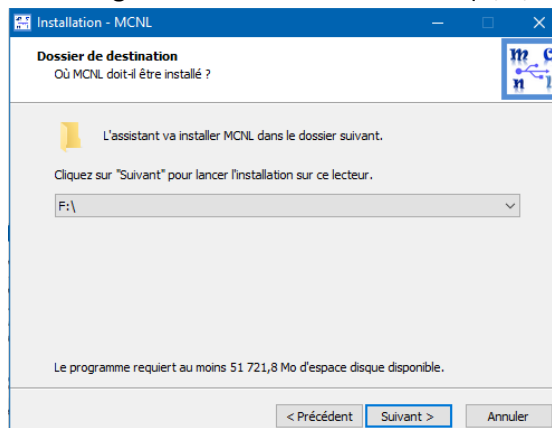 Installation - MCNL
Dossier de destination
Où MCNL doit-il être installé ?
m c
n l
L'assistant va installer MCNL dans le dossier suivant.
Cliquez sur "Suivant" pour lancer l'installation sur ce lecteur.
F:\
Le programme requiert au moins 51 721,8 Mo d'espace disque disponible.
< Précédent
Suivant >
Annuler